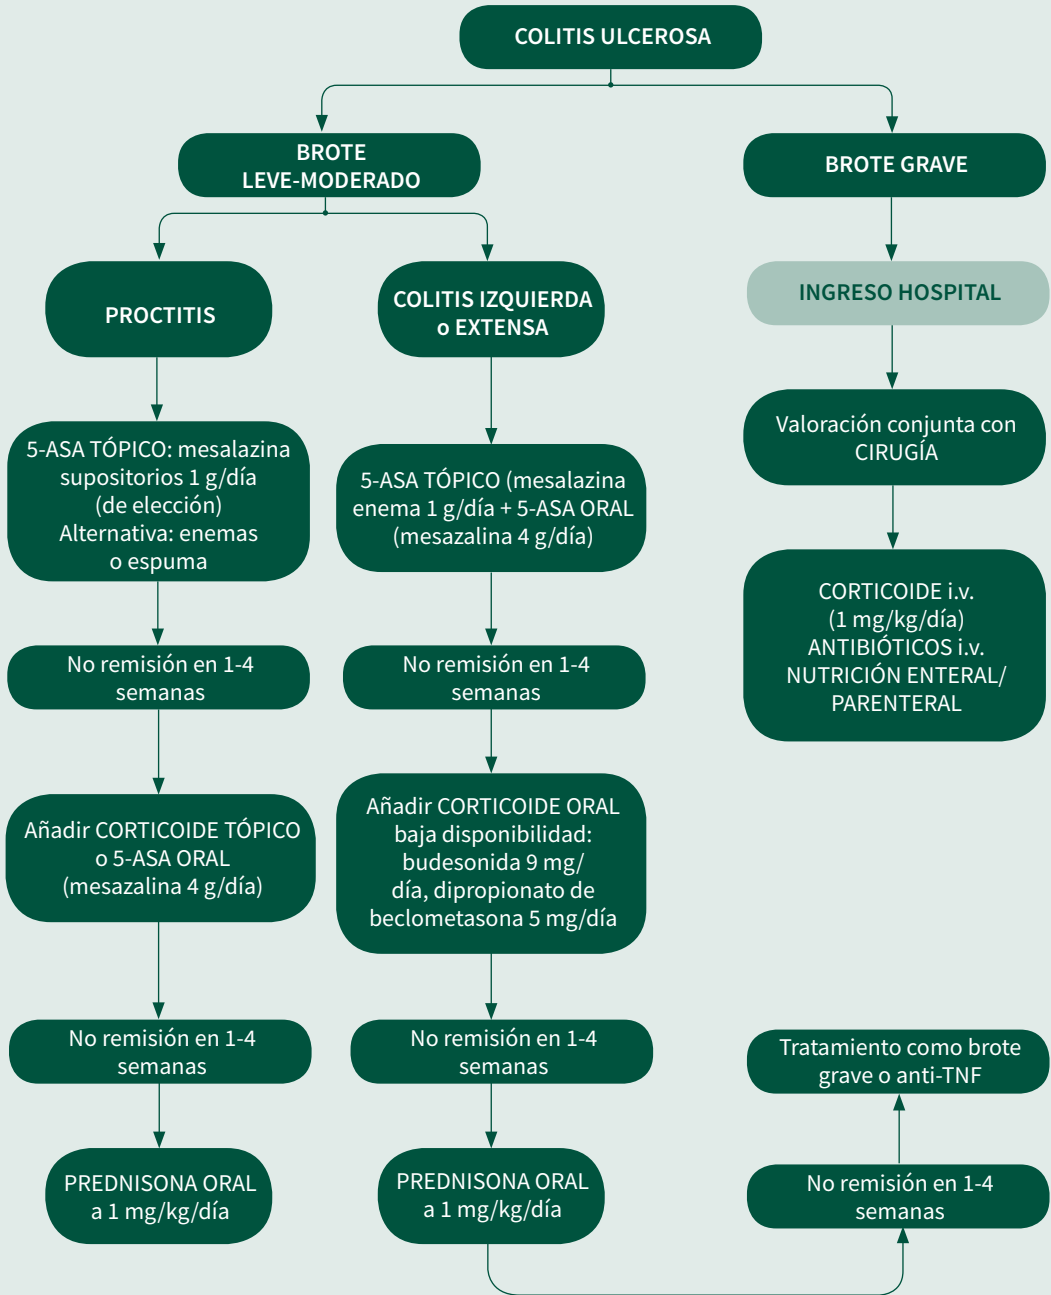 COLITIS ULCEROSA
BROTE
LEVE-MODERADO
BROTE GRAVE
PROCTITIS
COLITIS IZQUIERDA
o EXTENSA
INGRESO HOSPITAL
5-ASA TÓPICO: mesalazina
supositorios 1 g/día
(de elección)
Alternativa: enemas
o espuma
5-ASA TÓPICO (mesalazina
enema 1 g/día + 5-ASA ORAL
(mesazalina 4 g/día)
Valoración conjunta con
CIRUGÍA
CORTICOIDE i.v.
(1 mg/kg/día)
ANTIBIÓTICOS i.v.
NUTRICIÓN ENTERAL/
PARENTERAL
No remisión en 1-4
semanas
No remisión en 1-4
semanas
Añadir CORTICOIDE TÓPICO
o 5-ASA ORAL
(mesazalina 4 g/día)
Añadir CORTICOIDE ORAL
baja disponibilidad:
budesonida 9 mg/
día, dipropionato de
beclometasona 5 mg/día
No remisión en 1-4
semanas
No remisión en 1-4
semanas
Tratamiento como brote
grave o anti-TNF
PREDNISONA ORAL
a 1 mg/kg/día
PREDNISONA ORAL
a 1 mg/kg/día
No remisión en 1-4
semanas